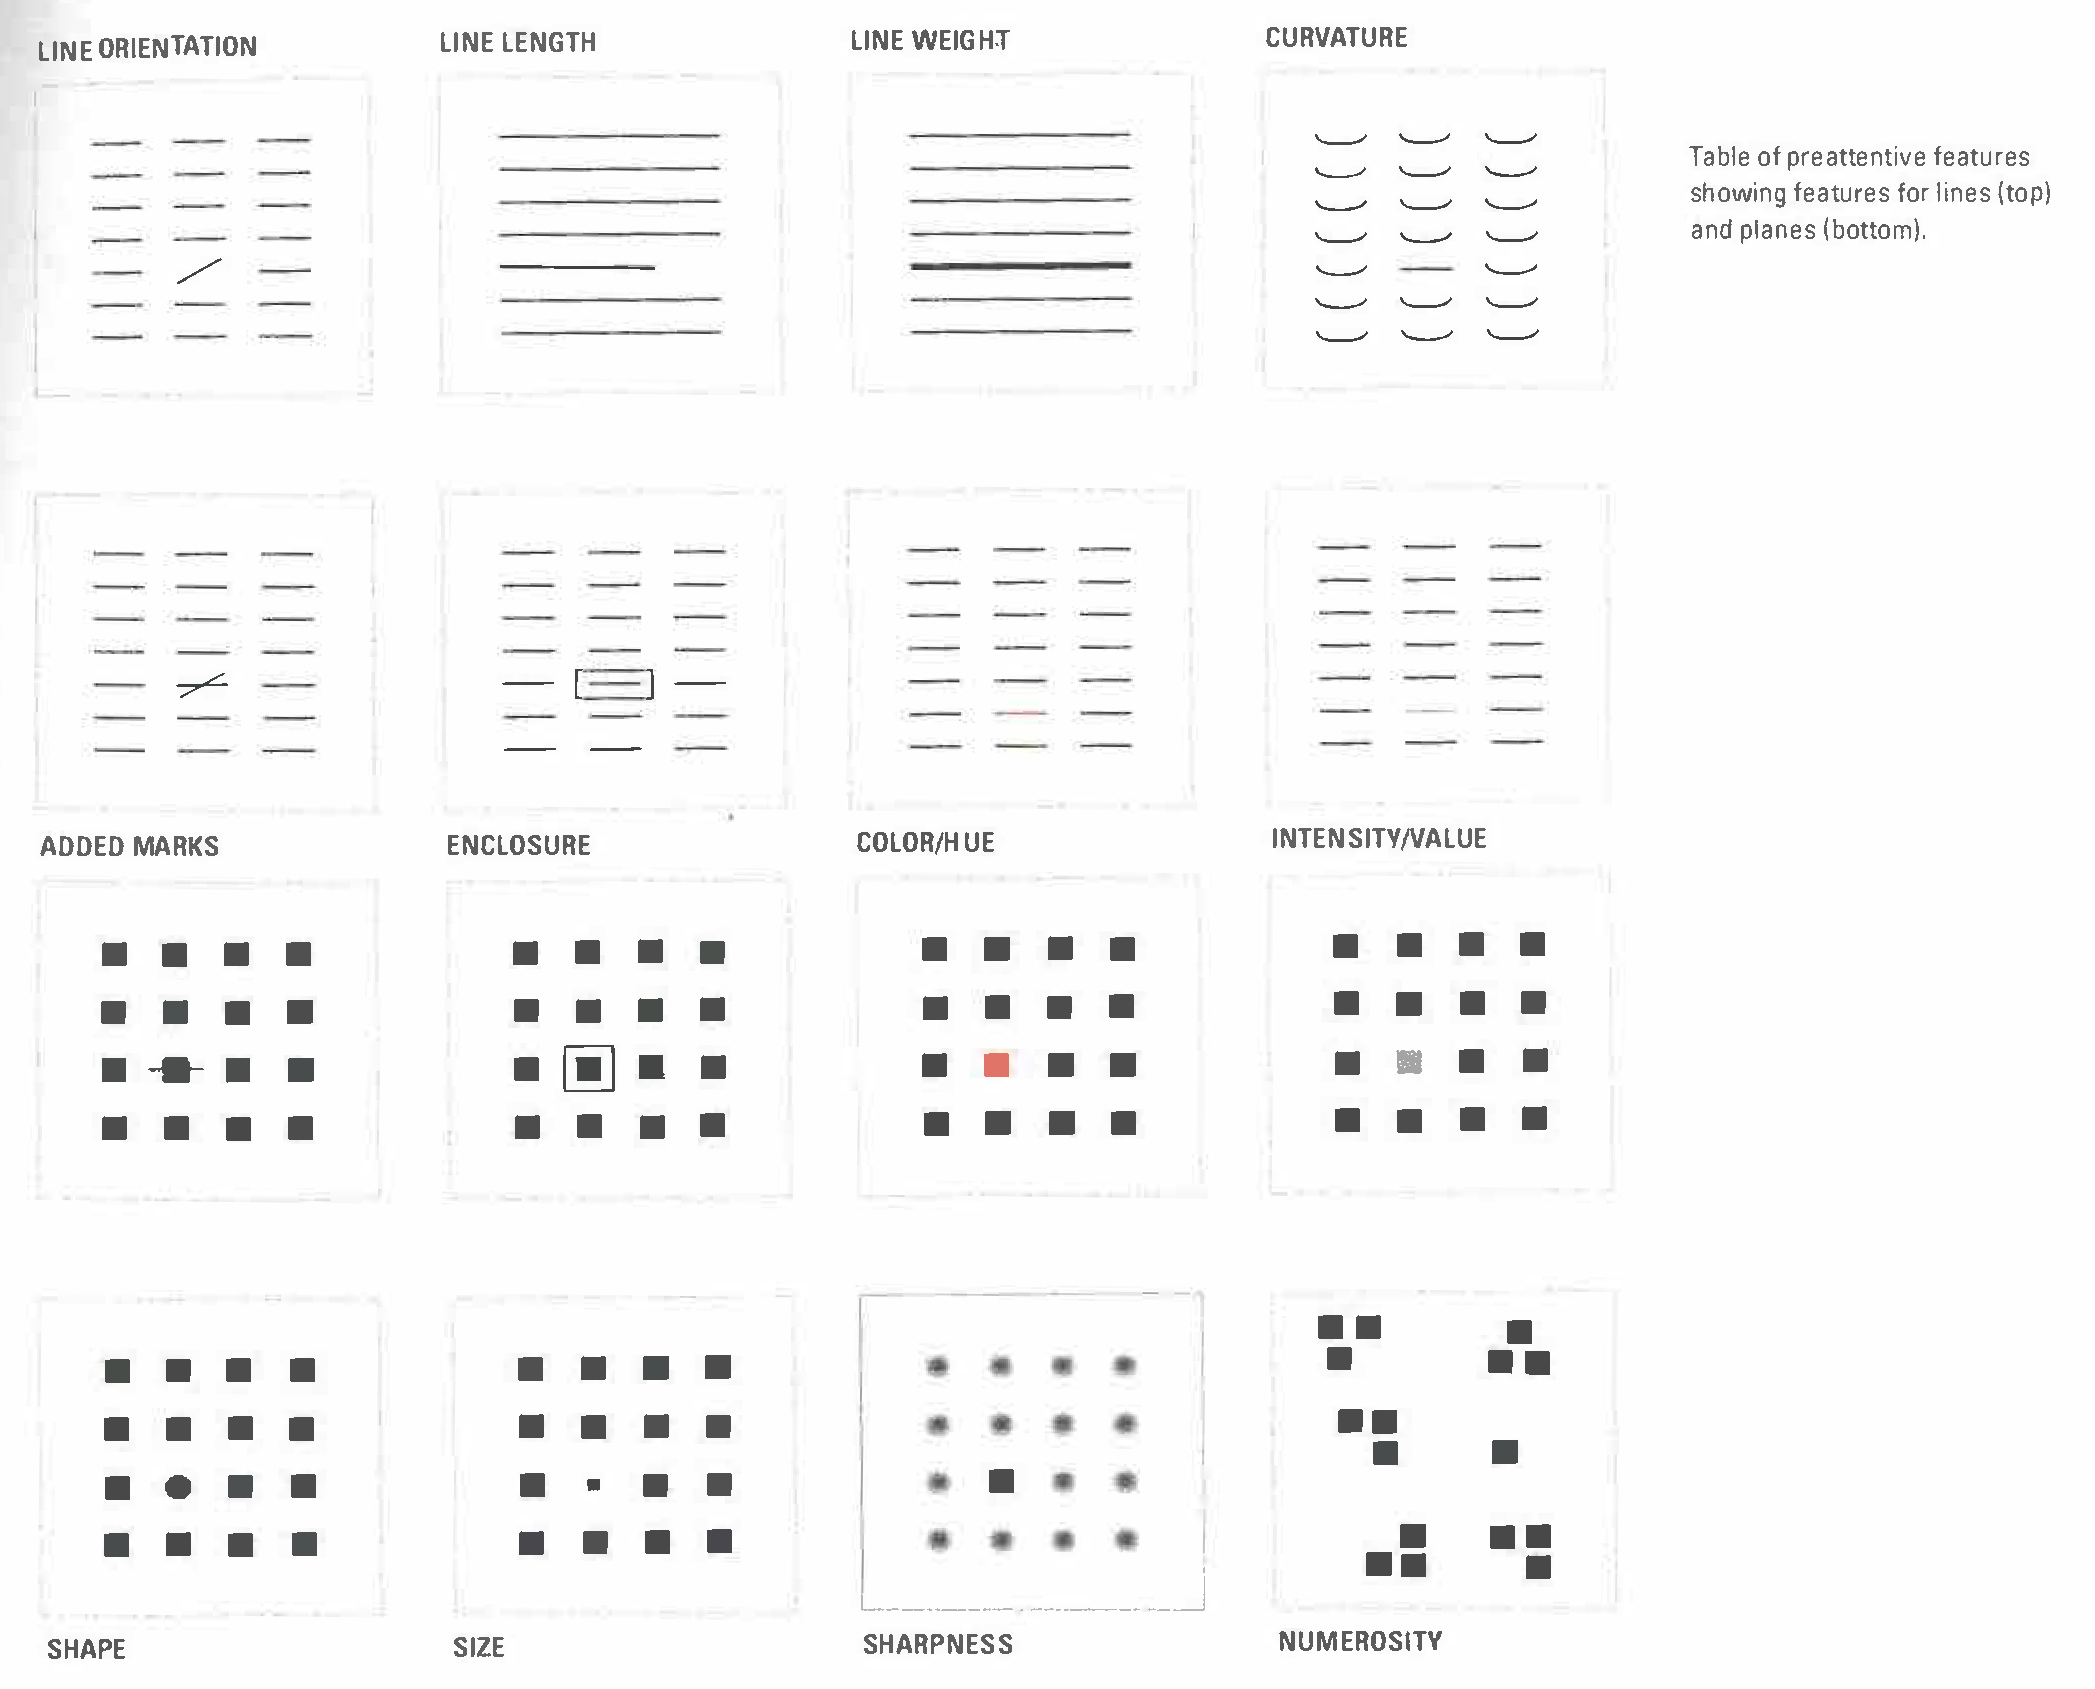 LINE ORIENTATION
LINE LENGTH
LINE WEIGHT
CURVATURE
Table of preattentive features
showing features for lines (top)
and planes (bottom).
ADDED MARKS
ENCLOSURE
COLOR/HUE
INTENSITY/VALUE
SHAPE
SIZE
SHARPNESS
NUMEROSITY